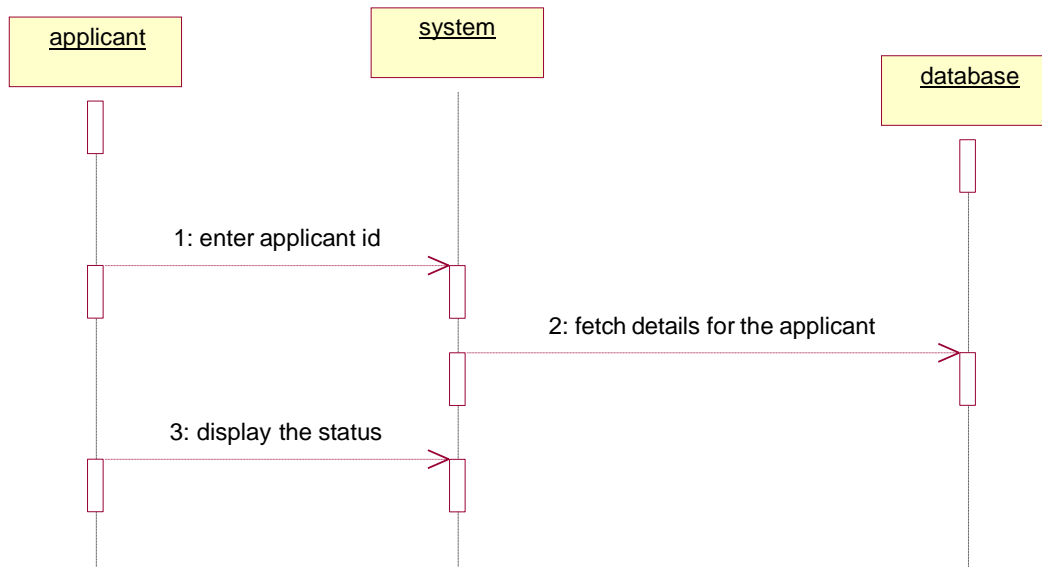 applicant
system
database
1: enter applicant id
2: fetch details for the applicant
3: display the status